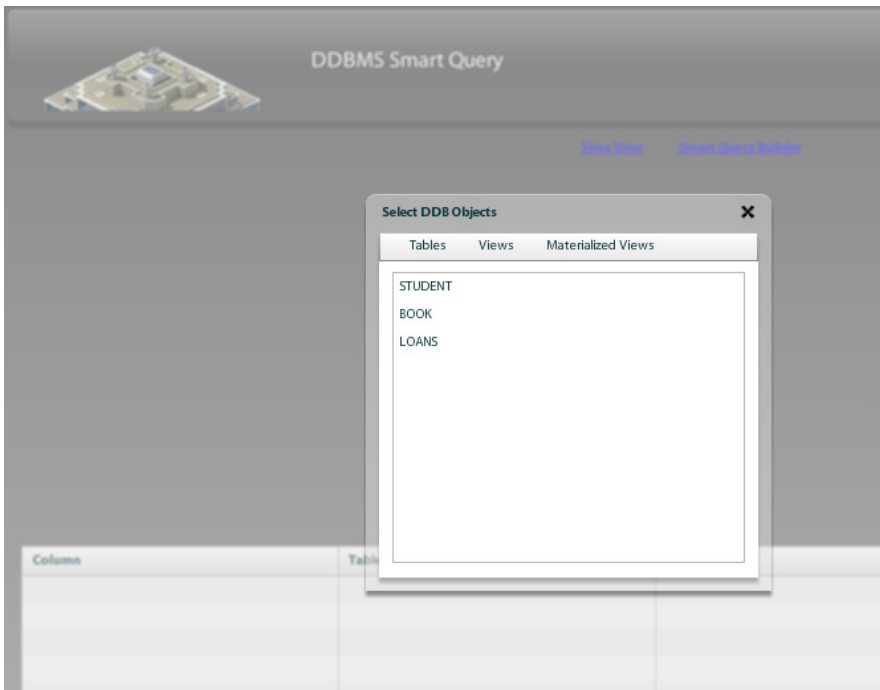 DDBMS Smart Query
Sites View Smart Query Builder
Select DDB Objects
Tables Views Materialized Views
STUDENT
BOOK
LOANS
Column